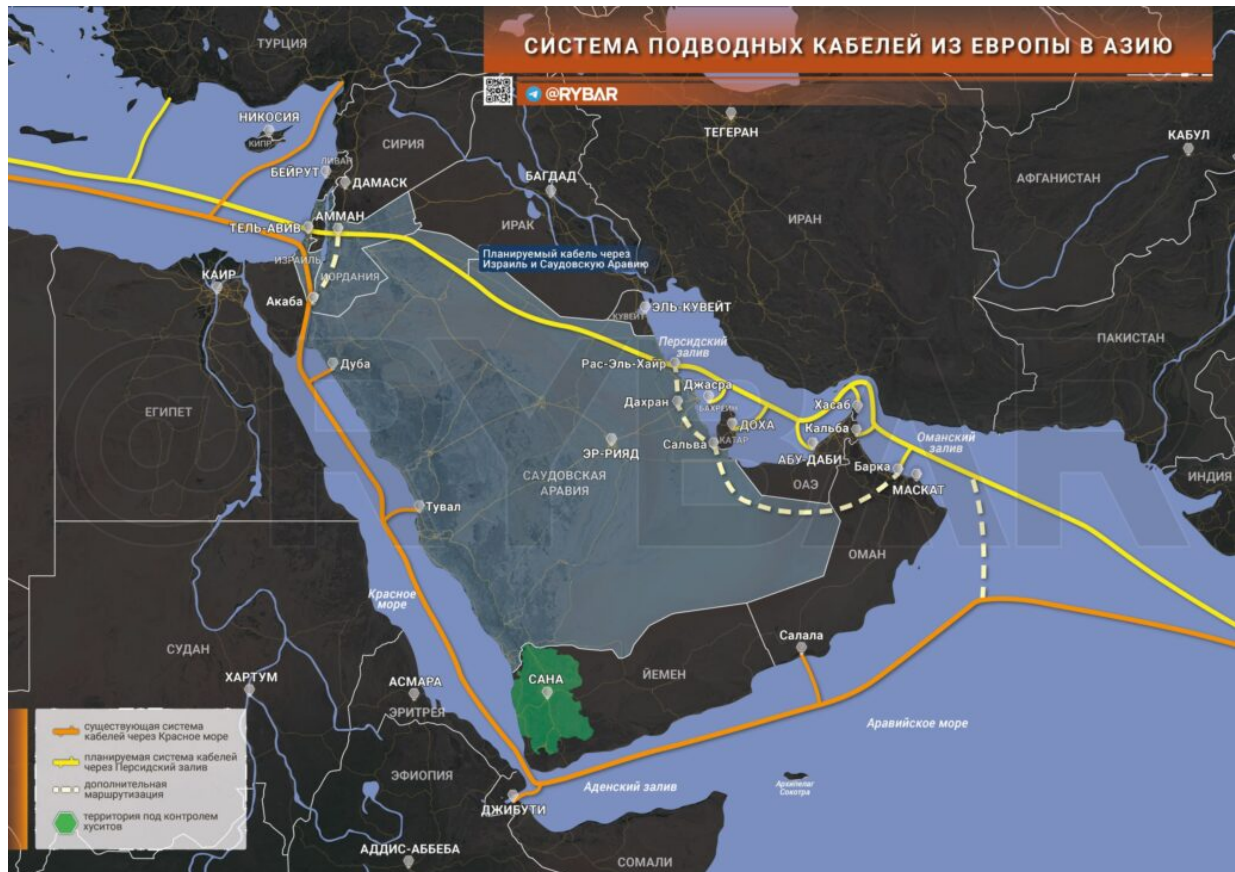 СИСТЕМА ПОДВОДНЫХ КАБЕЛЕЙ ИЗ ЕВРОПЫ В АЗИЮ
@RYBAR
ТУРЦИЯ
НИКОСИЯ
КИПР
СИРИЯ
ТЕГЕРАН
КАБУЛ
ЛИВАН
БЕЙРУТ
ДАМАСК
БАГДАД
АФГАНИСТАН
ИРАН
АММАН
ТЕЛЬ-АВИВ
ИРАК
Планируемый кабель через
Израиль и Саудовскую Аравию
ИЗРАИЛЬ
ИОРДАНИЯ
КАИР
Акаба
ЭЛЬ-КУВЕЙТ
КУВЕЙТ
ПАКИСТАН
Персидский
залив
Рас-Эль-Хайр
Дуба
Джасра
БАХРЕЙН
Дахран
Хасаб
ЕГИПЕТ
ДОХА
Кальба
Оманский
залив
ЭР-РИЯД
Сальва
КАТАР
АБУ-ДАБИ
Барка
МАСКАТ
ИНДИЯ
САУДОВСКАЯ
АРАВИЯ
ОАЭ
Тувал
ОМАН
@RYBAR
Красное
море
СУДАН
Салала
ХАРТУМ
АСМАРА
ЭРИТРЕЯ
САНА
ЙЕМЕН
Аравийское море
существующая система
кабелей через Красное море
планируемая система кабелей
через Персидский залив
дополнительная
маршрутизация
территория под контролем
хуситов
ЭФИОПИЯ
Аденский залив
Архипелаг
Сокотра
ДЖИБУТИ
АДДИС-АББЕБА
СОМАЛИ